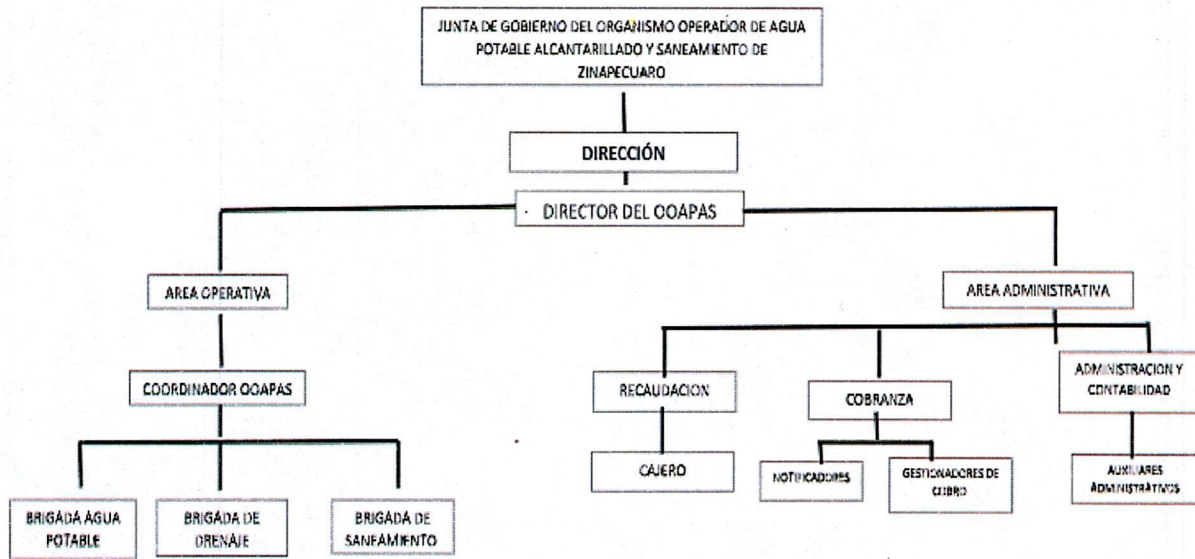 JUNTA DE GOBIERNO DEL ORGANISMO OPERADOR DE AGUA
POTABLE ALCANTARILLADO Y SANEAMIENTO DE
ZINAPECUARO
DIRECCIÓN
DIRECTOR DEL OOAPAS
AREA OPERATIVA
AREA ADMINISTRATIVA
COORDINADOR OOAPAS
RECAUDACION
COBRANZA
ADMINISTRACION Y
CONTABILIDAD
CAJERO
NOTIFICADORES
GESTIONADORES DE
COBRO
AUXILIARES
ADMINISTRATIVOS
BRIGADA AGUA
POTABLE
BRIGADA DE
DRENAJE
BRIGADA DE
SANEAMIENTO